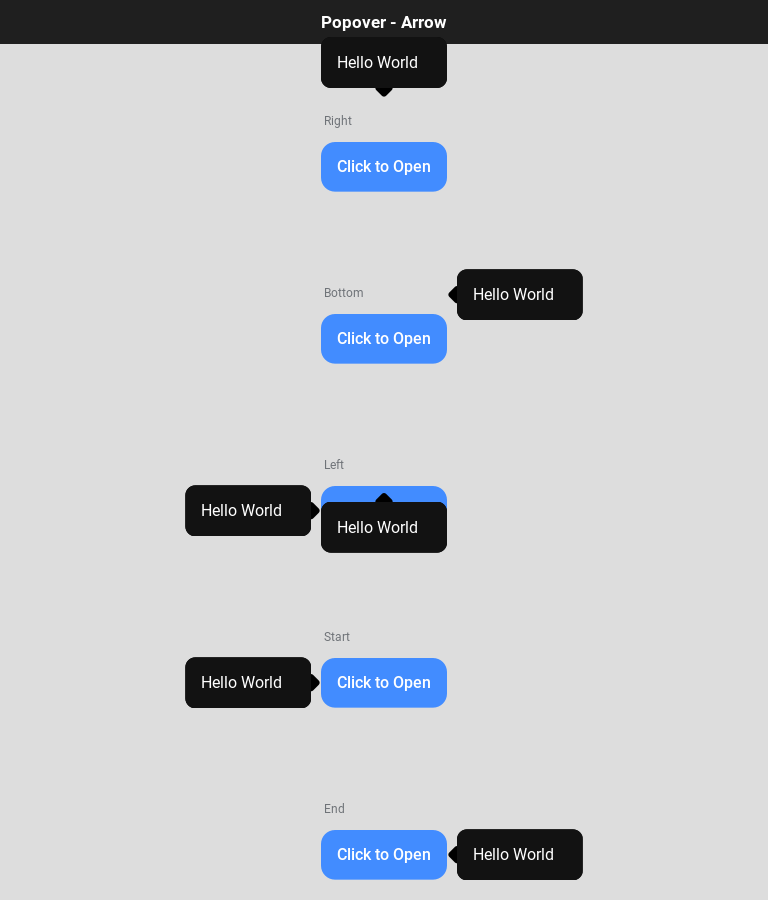 Popover - Arrow
Hello World
Right
Click to Open
Bottom
Hello World
Click to Open
Left
Hello World
Hello World
Start
Hello World
Click to Open
End
Click to Open
Hello World